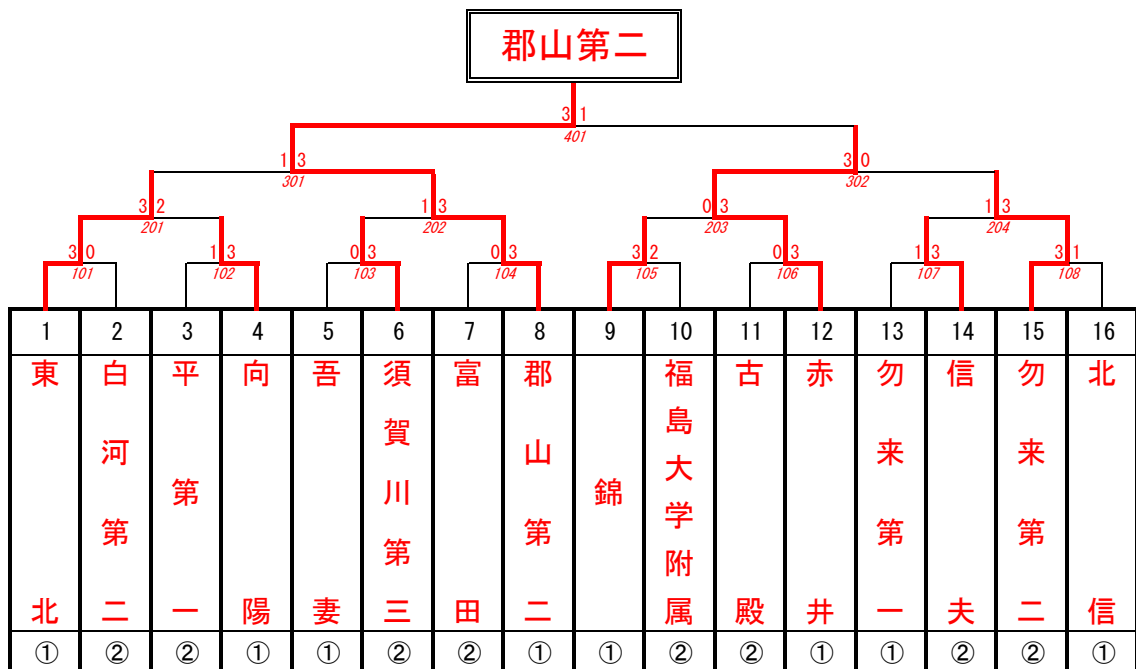 郡山第二
3 1
401
1 3
301
3 0
302
3 2
201
1 3
202
0 3
203
1 3
204
3 0
101
1 3
102
0 3
103
0 3
104
3 2
105
0 3
106
1 3
107
3 1
108
1 2 3 4 5 6 7 8 9 10 11 12 13 14 15 16
東北
白河第二
平第一
向陽
吾妻
須賀川第三
富田
郡山第二
錦
福島大学附属
古殿
赤井
勿来第一
信夫
勿来第二
北信
① ② ② ① ① ② ② ① ① ② ② ① ① ② ② ①